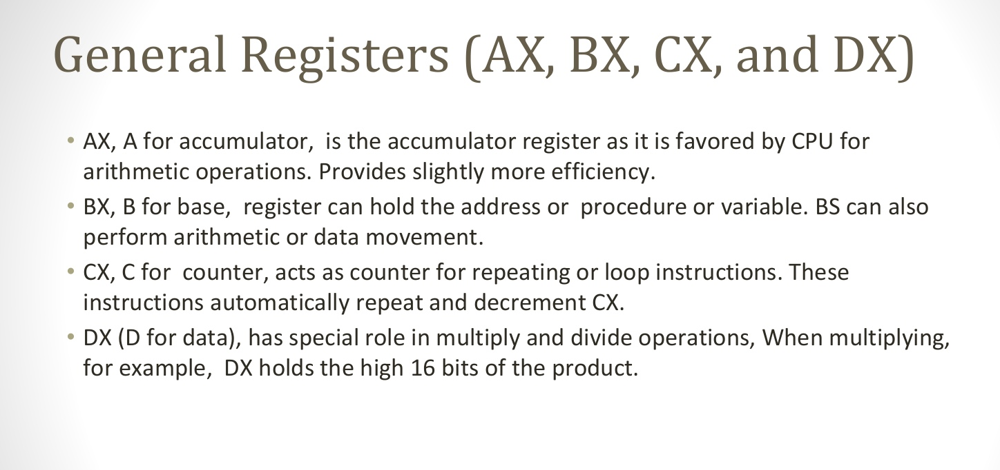 General Registers (AX, BX, CX, and DX)
• AX, A for accumulator,  is the accumulator register as it is favored by CPU for
arithmetic operations. Provides slightly more efficiency.
• BX, B for base,  register can hold the address or  procedure or variable. BS can also
perform arithmetic or data movement.
• CX, C for  counter, acts as counter for repeating or loop instructions. These
instructions automatically repeat and decrement CX.
• DX (D for data), has special role in multiply and divide operations, When multiplying,
for example,  DX holds the high 16 bits of the product.